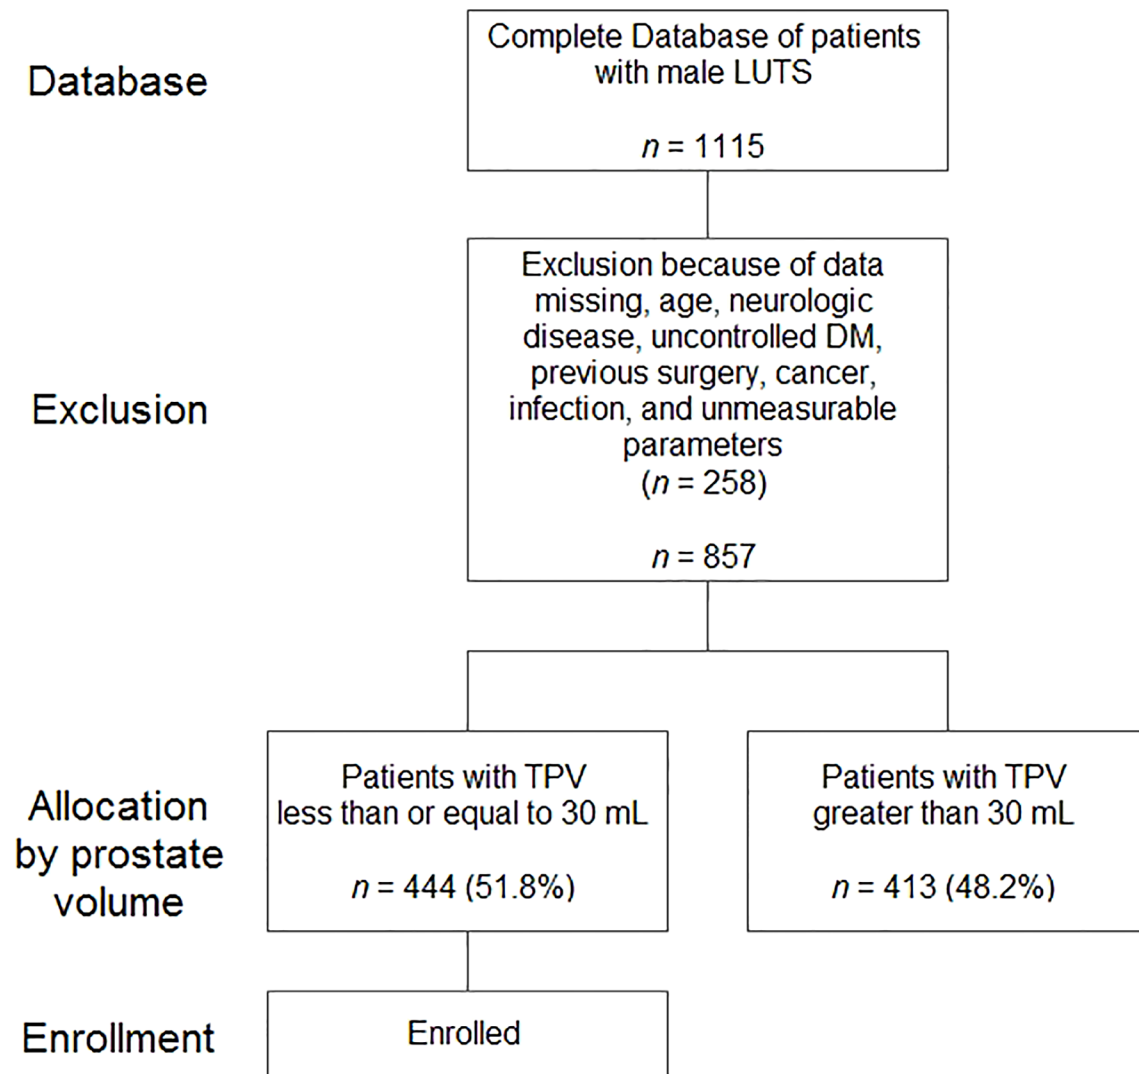 Database
Complete Database of patients
with male LUTS
n = 1115
Exclusion
Exclusion because of data
missing, age, neurologic
disease, uncontrolled DM,
previous surgery, cancer,
infection, and unmeasurable
parameters
(n = 258)
n = 857
Allocation
by prostate
volume
Patients with TPV
less than or equal to 30 mL
n = 444 (51.8%)
Patients with TPV
greater than 30 mL
n = 413 (48.2%)
Enrollment
Enrolled